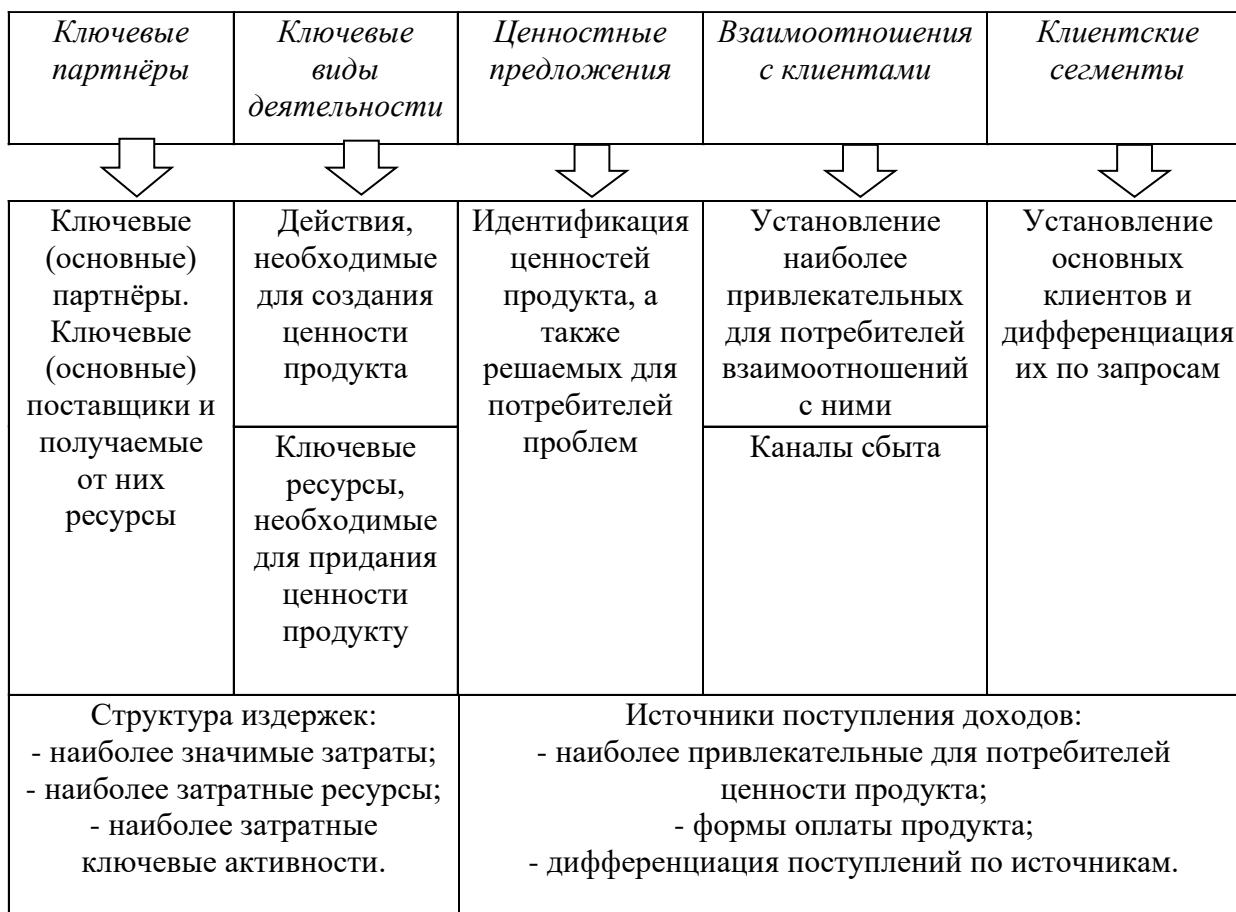 Ключевые
партнёры
Ключевые
виды
деятельности
Ценностные
предложения
Взаимоотношения
с клиентами
Клиентские
сегменты
Ключевые
(основные)
партнёры.
Ключевые
(основные)
поставщики и
получаемые
от них
ресурсы
Действия,
необходимые
для создания
ценности
продукта
Ключевые
ресурсы,
необходимые
для придания
ценности
продукту
Идентификация
ценностей
продукта, а
также
решаемых для
потребителей
проблем
Установление
наиболее
привлекательных
для потребителей
взаимоотношений
с ними
Каналы сбыта
Установление
основных
клиентов и
дифференциация
их по запросам
Структура издержек:
- наиболее значимые затраты;
- наиболее затратные ресурсы;
- наиболее затратные
ключевые активности.
Источники поступления доходов:
- наиболее привлекательные для потребителей
ценности продукта;
- формы оплаты продукта;
- дифференциация поступлений по источникам.